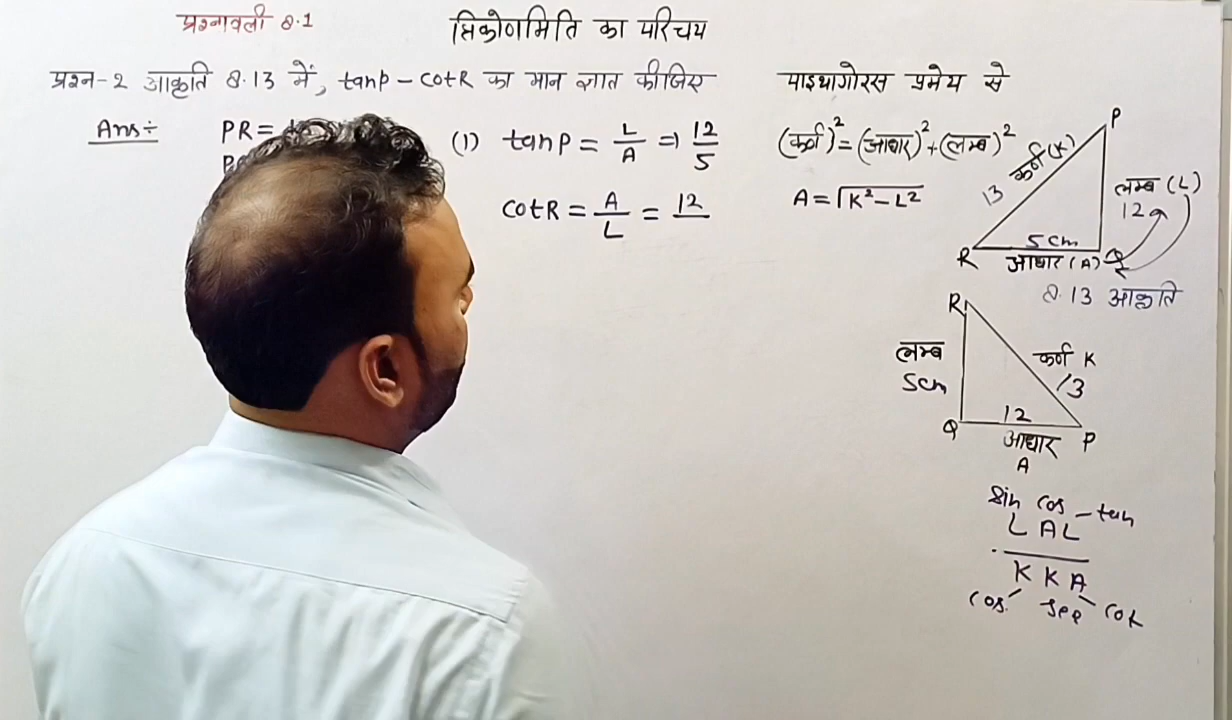 प्रश्नावली 8.1
त्रिकोणमिति का परिचय
प्रश्न-2 आकृति 8.13 में, tanP - cotR का मान ज्ञात कीजिए
Ans÷
PR=
(1) tanP = L/A ⇒ 12/5
cotR = A/L = 12
पाइथागोरस प्रमेय से
(कर्ण)² = (आधार)² + (लम्ब)²
A = √K²-L²
P
कर्ण (K)
13
लम्ब (L)
12
5cm
R
आधार (A)
Q
8.13 आकृति
R
लम्ब
5cm
कर्ण K
13
12
Q
आधार
P
A
Sin cos - tan
L A L
K K A
cot